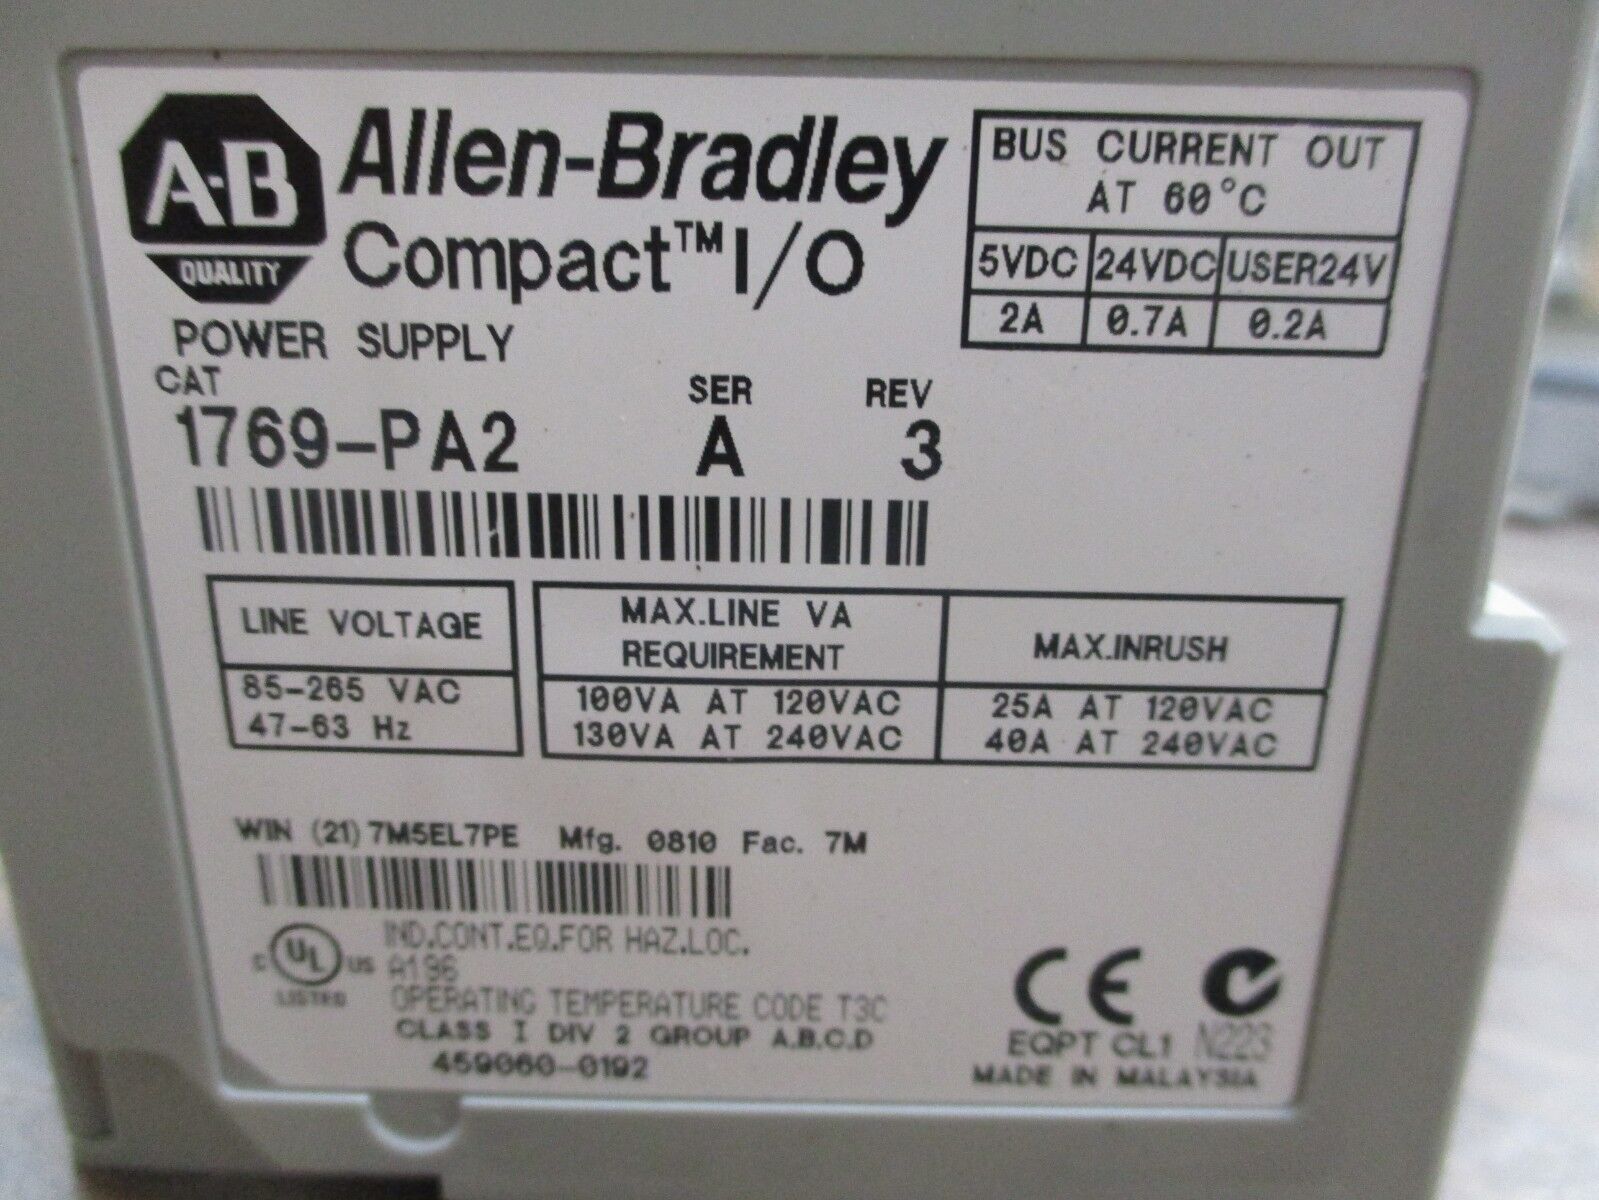 A-B
QUALITY
Allen-Bradley
Compact™ I/O
POWER SUPPLY
BUS CURRENT OUT
AT 60°C
5VDC 24VDC USER24V
2A 0.7A 0.2A
CAT SER REV
1769-PA2 A 3
LINE VOLTAGE
85-265 VAC
47-63 Hz
MAX.LINE VA
REQUIREMENT
100VA AT 120VAC
130VA AT 240VAC
MAX.INRUSH
25A AT 120VAC
40A AT 240VAC
WIN (21) 7M5EL7PE Mfg. 0810 Fac. 7M
C UL US
LISTED
IND.CONT.EQ.FOR HAZ.LOC.
A196
OPERATING TEMPERATURE CODE T3C
CLASS I DIV 2 GROUP A.B.C.D
459060-0192
CE
EQPT CL1 N223
MADE IN MALAYSIA